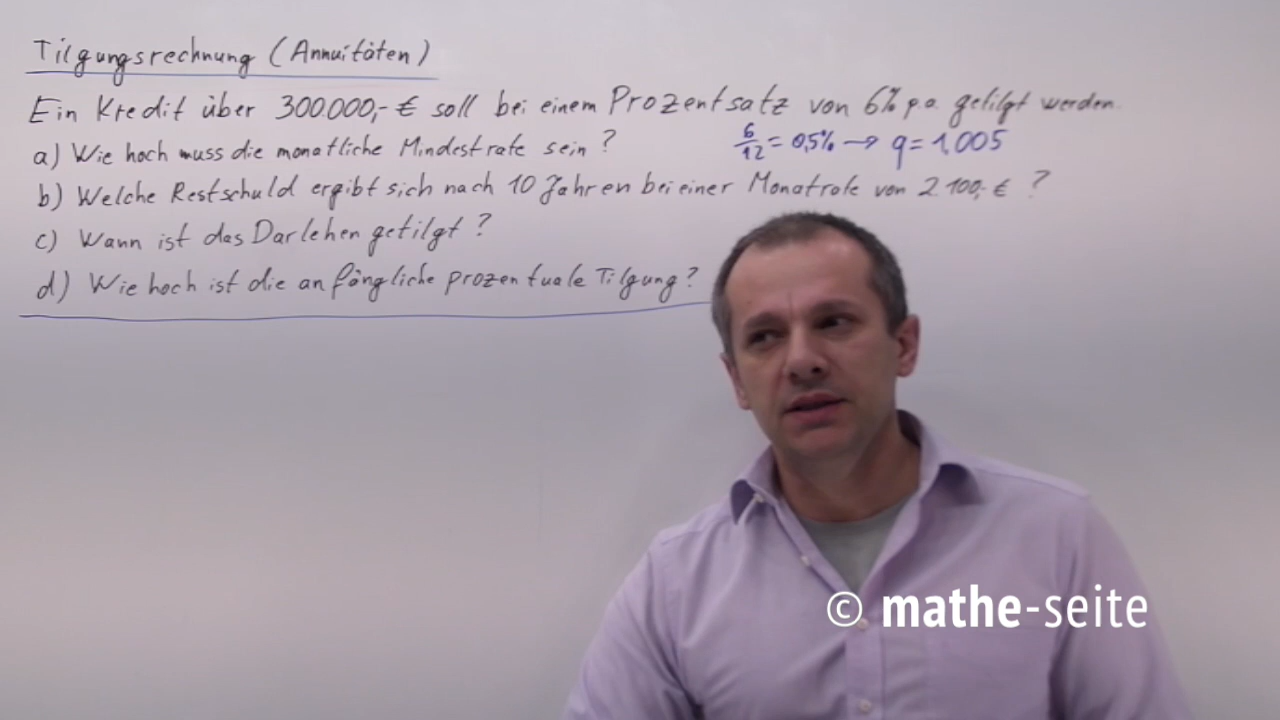 Tilgungsrechnung (Annuitäten)
Ein Kredit über 300.000,- € soll bei einem Prozentsatz von 6% p.a. getilgt werden.
a) Wie hoch muss die monatliche Mindestrate sein?
6/12 = 0,5% → q = 1,005
b) Welche Restschuld ergibt sich nach 10 Jahren bei einer Monatrate von 2.100,- € ?
c) Wann ist das Darlehen getilgt?
d) Wie hoch ist die anfängliche prozentuale Tilgung?
© mathe-seite